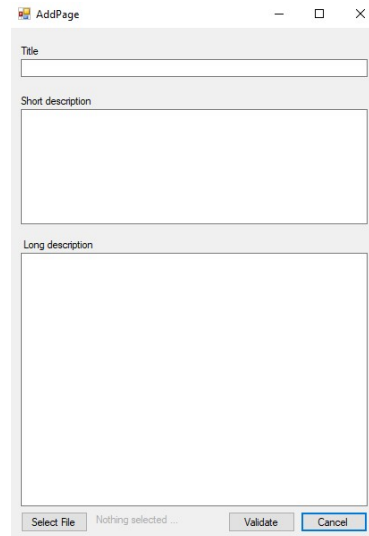 AddPage
Title
Short description
Long description
Select File Nothing selected ... Validate Cancel